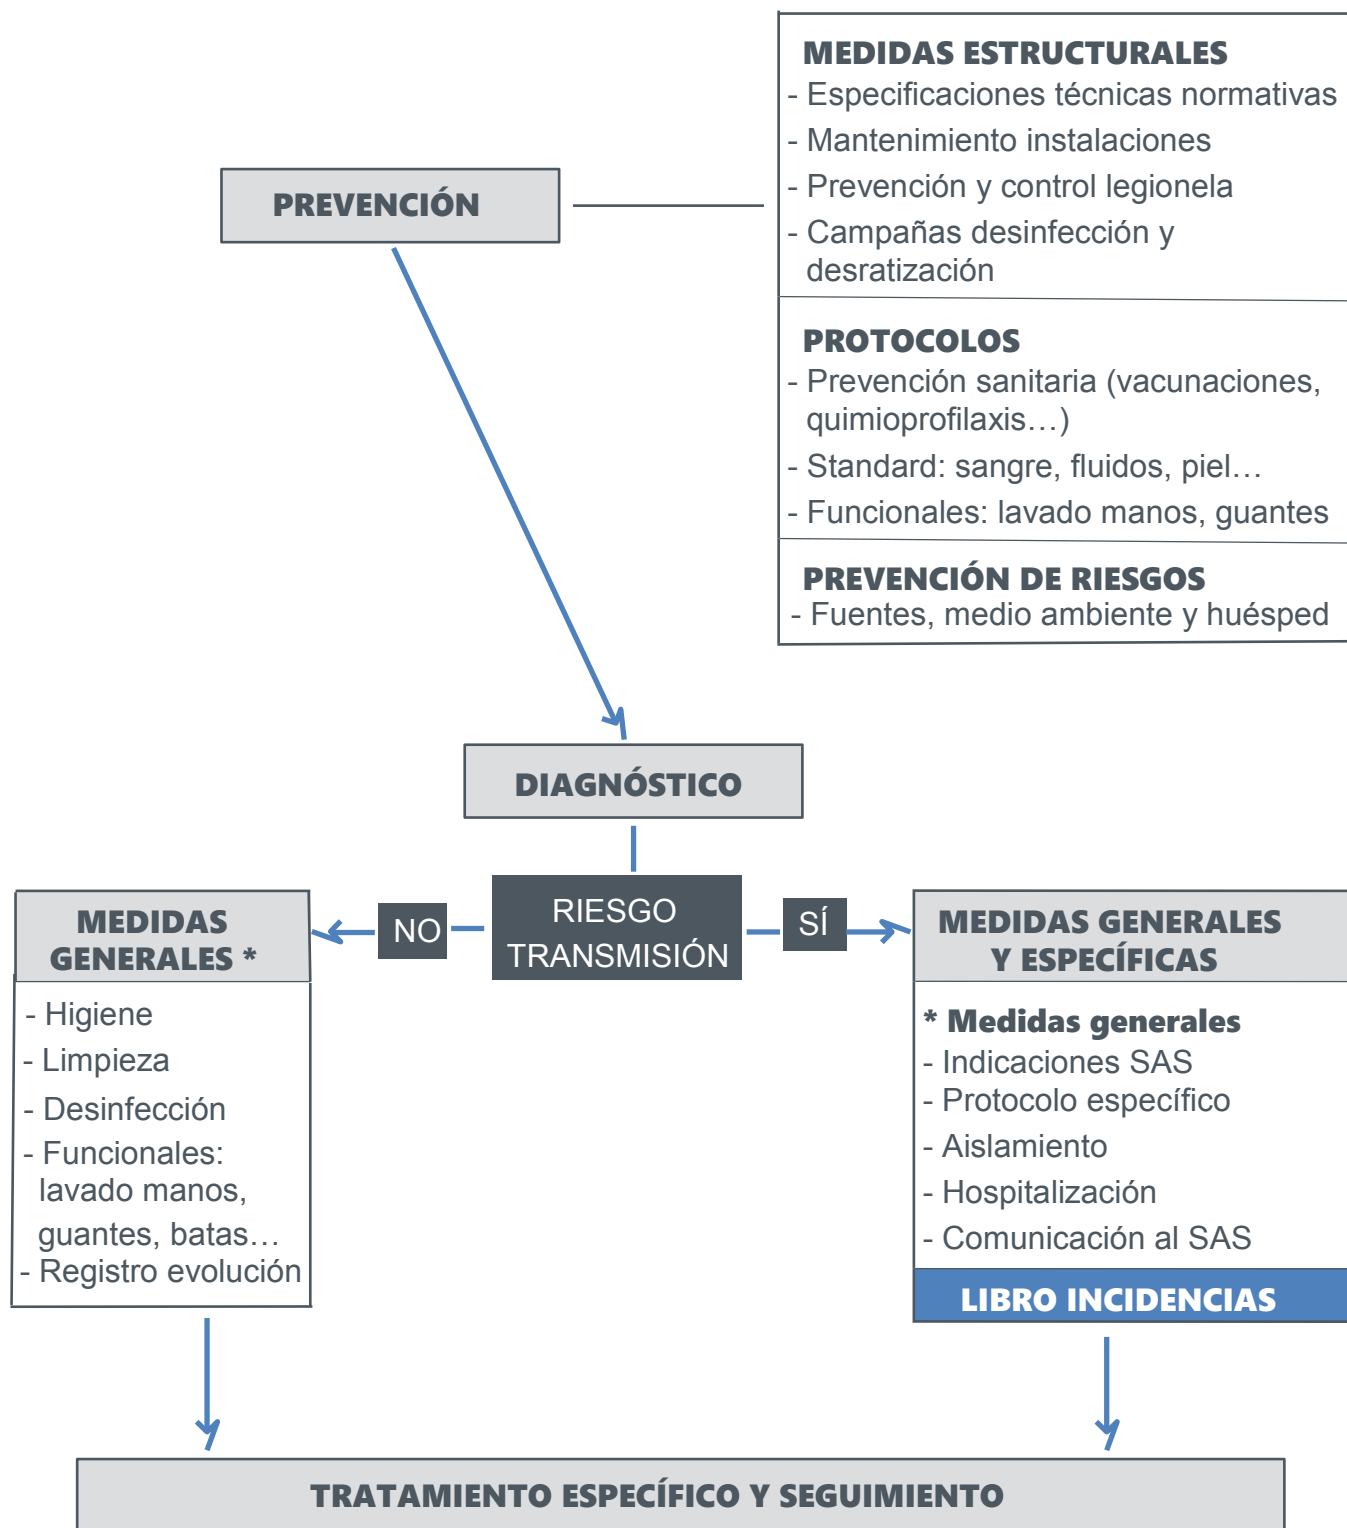 MEDIDAS ESTRUCTURALES
- Especificaciones técnicas normativas
- Mantenimiento instalaciones
- Prevención y control legionela
- Campañas desinfección y
desratización
PREVENCIÓN
PROTOCOLOS
- Prevención sanitaria (vacunaciones,
quimioprofilaxis…)
- Standard: sangre, fluidos, piel…
- Funcionales: lavado manos, guantes
PREVENCIÓN DE RIESGOS
- Fuentes, medio ambiente y huésped
DIAGNÓSTICO
RIESGO
TRANSMISIÓN
NO
SÍ
MEDIDAS
GENERALES *
- Higiene
- Limpieza
- Desinfección
- Funcionales:
lavado manos,
guantes, batas…
- Registro evolución
MEDIDAS GENERALES
Y ESPECÍFICAS
* Medidas generales
- Indicaciones SAS
- Protocolo específico
- Aislamiento
- Hospitalización
- Comunicación al SAS
LIBRO INCIDENCIAS
TRATAMIENTO ESPECÍFICO Y SEGUIMIENTO